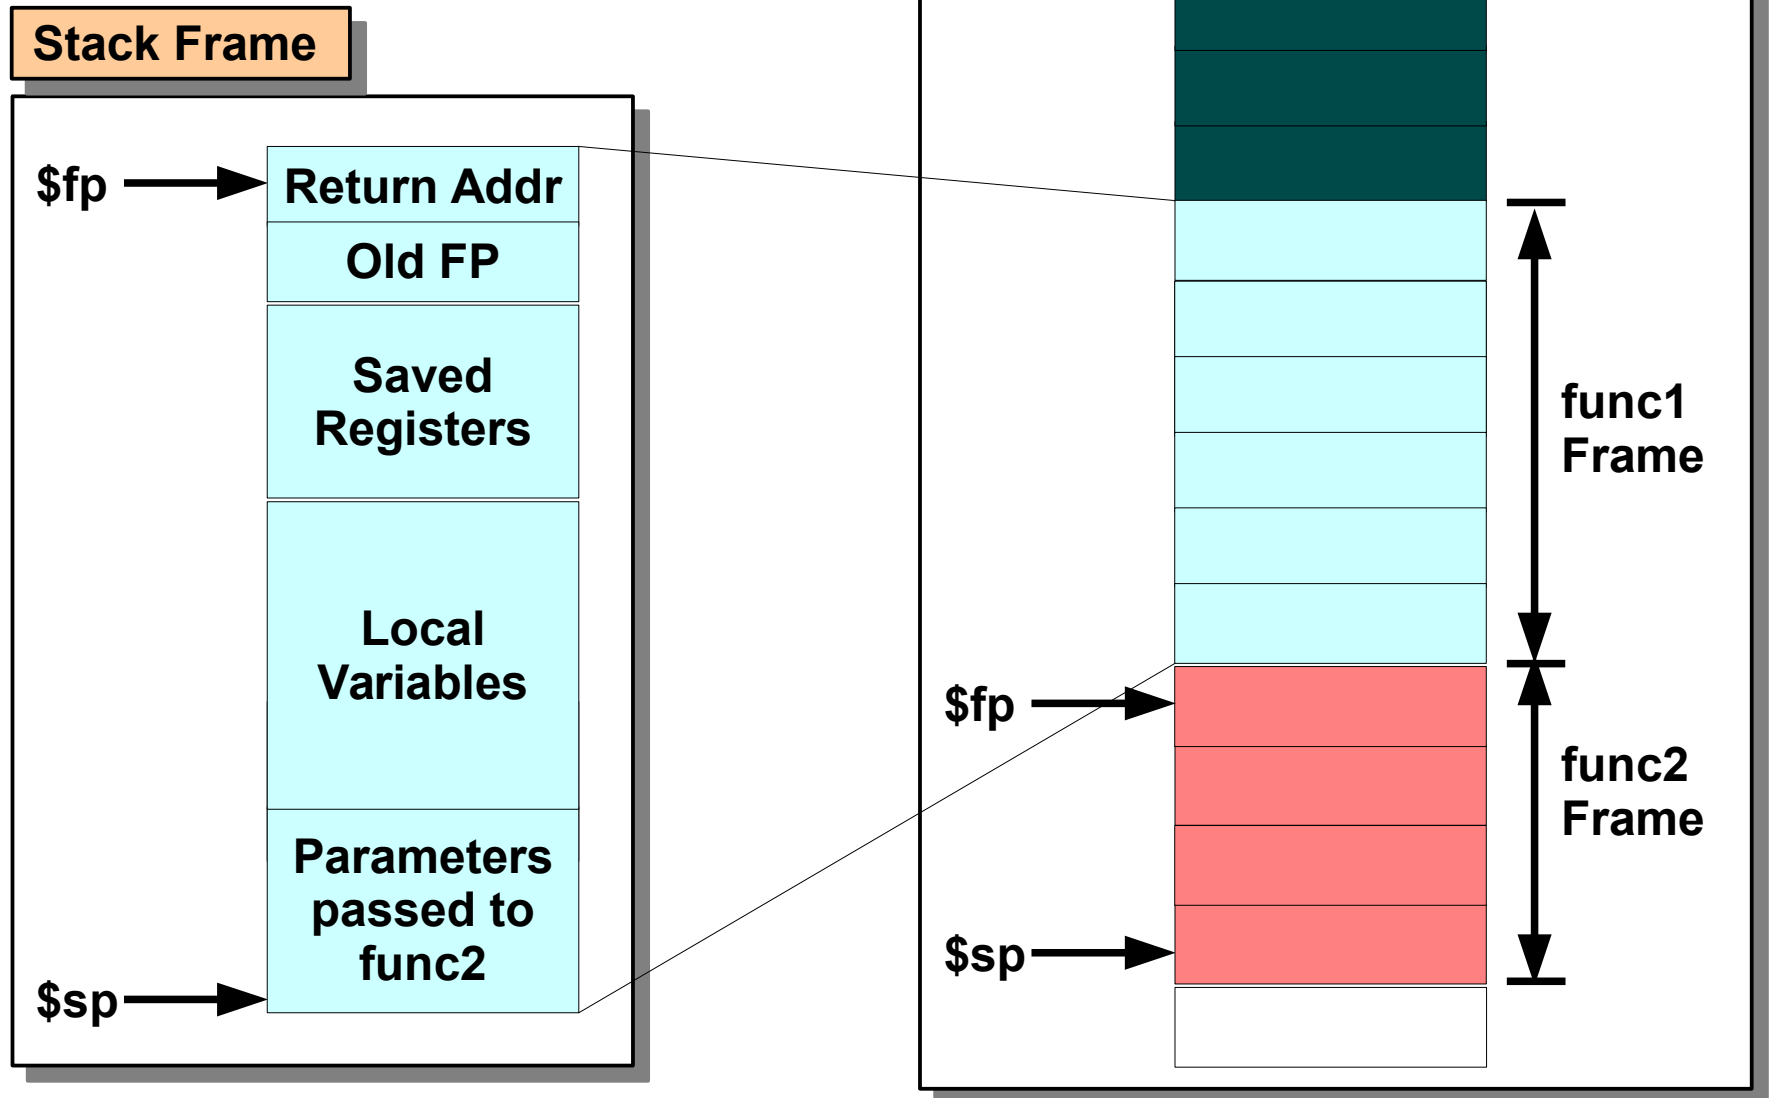 Stack Frame
$fp
Return Addr
Old FP
Saved
Registers
Local
Variables
Parameters
passed to
func2
$sp
func1
Frame
$fp
func2
Frame
$sp